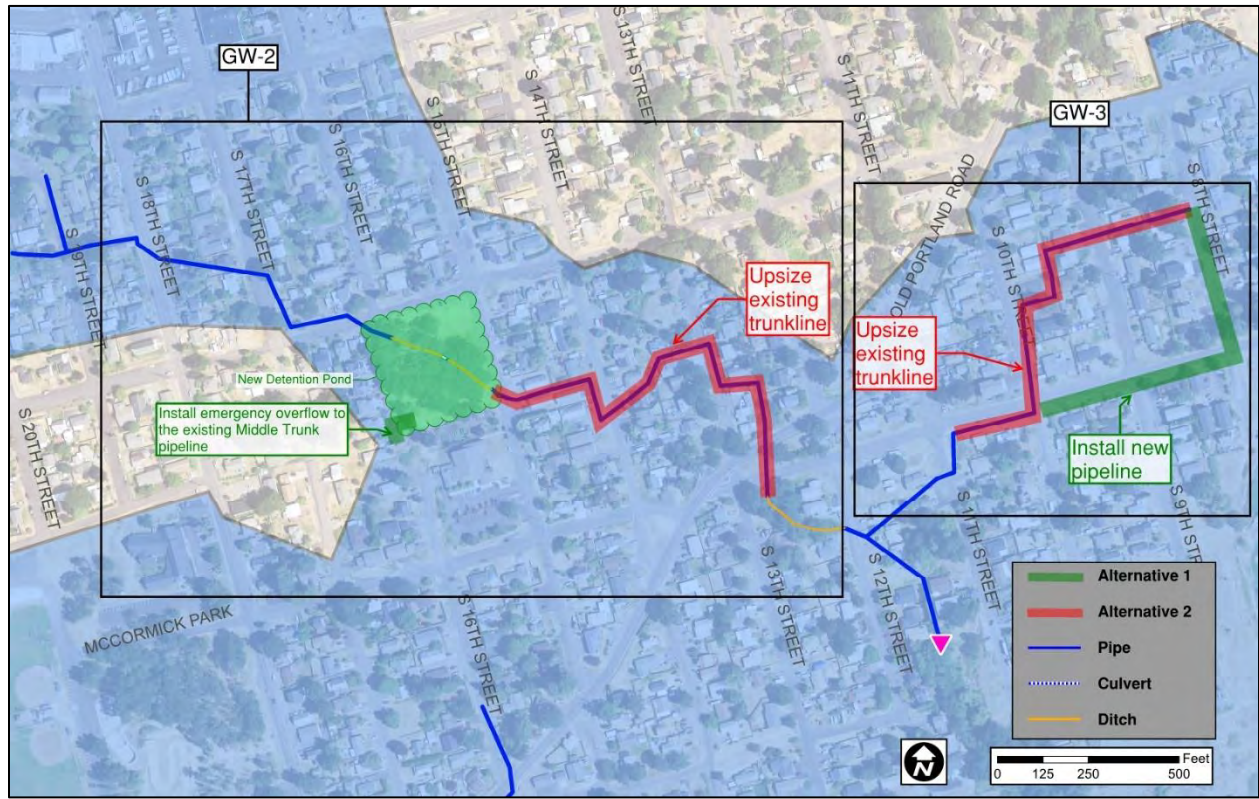 GW-2
GW-3
S 13TH STREET
S 11TH STREET
S 14TH STREET
S 15TH STREET
S 16TH STREET
S 17TH STREET
S 18TH STREET
S 19TH STREET
S 20TH STREET
S 8TH STREET
OLD PORTLAND ROAD
S 10TH STREET
Upsize
existing
trunkline
Upsize
existing
trunkline
New Detention Pond
Install emergency overflow to
the existing Middle Trunk
pipeline
Install new
pipeline
S 11TH STREET
S 9TH STREET
S 13TH STREET
S 12TH STREET
S 16TH STREET
MCCORMICK PARK
Alternative 1
Alternative 2
Pipe
Culvert
Ditch
N
Feet
0 125 250 500